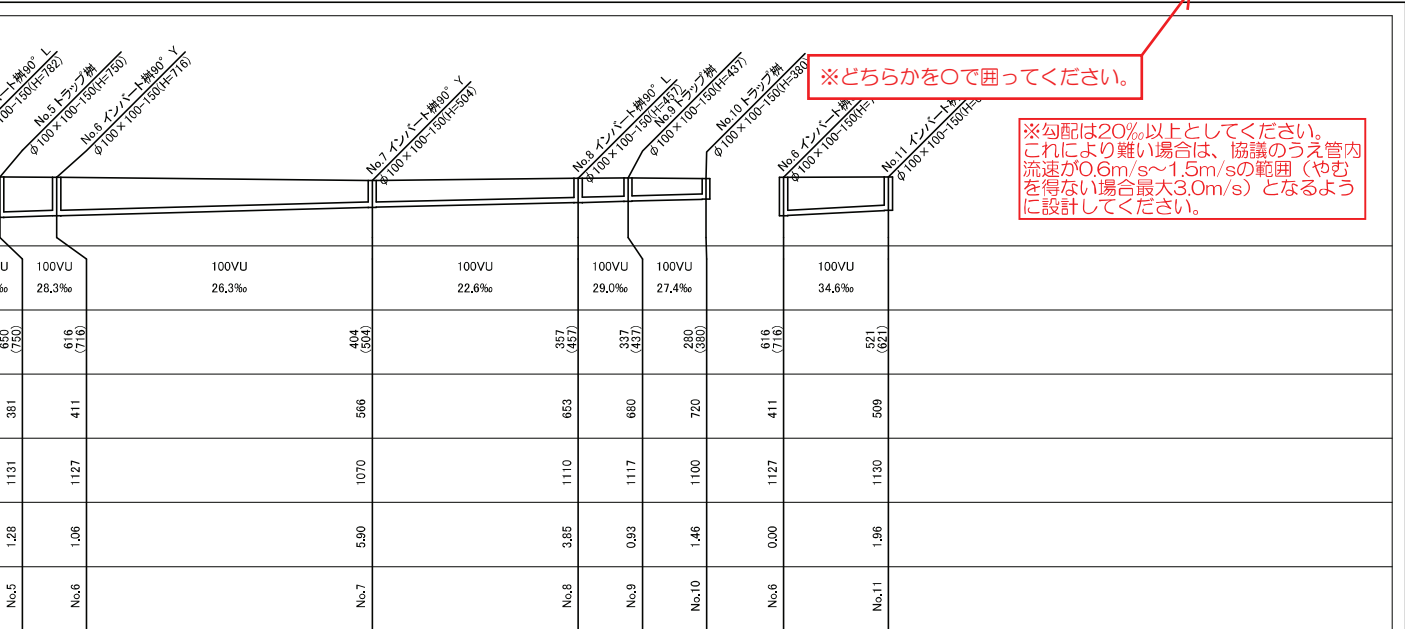 ※どちらかを○で囲ってください。
※勾配は20‰以上としてください。
これにより難い場合は、協議のうえ管内
流速が0.6m/s～1.5m/sの範囲（やむ
を得ない場合最大3.0m/s）となるよう
に設計してください。
ト桝90° L
100-150(H=782)
No.5 トラップ桝
φ100×100-150(H=750)
No.6 インバート桝90° Y
φ100×100-150(H=716)
No.7 インバート桝90° Y
φ100×100-150(H=504)
No.8 インバート桝90° L
φ100×100-150(H=457)
No.9 トラップ桝
φ100×100-150(H=437)
No.10 トラップ桝
φ100×100-150(H=380)
No.6 インバート桝
φ100×100-150(H=7
No.11 インバート桝
φ100×100-150(H=6
U 100VU 100VU 100VU 100VU 100VU 100VU
‰ 28.3‰ 26.3‰ 22.6‰ 29.0‰ 27.4‰ 34.6‰
650 616 404 357 337 280 616 521
(750) (716) (504) (457) (437) (380) (716) (621)
381 411 566 653 680 720 411 509
1131 1127 1070 1110 1117 1100 1127 1130
1.28 1.06 5.90 3.85 0.93 1.46 0.00 1.96
No.5 No.6 No.7 No.8 No.9 No.10 No.6 No.11